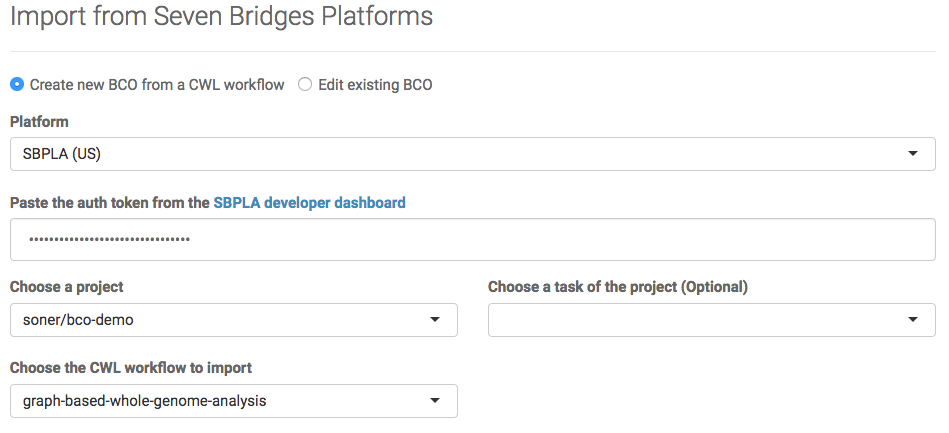 Import from Seven Bridges Platforms
Create new BCO from a CWL workflow Edit existing BCO
Platform
SBPLA (US)
Paste the auth token from the SBPLA developer dashboard
••••••••••••••••••••••••••••••••
Choose a project Choose a task of the project (Optional)
soner/bco-demo
Choose the CWL workflow to import
graph-based-whole-genome-analysis